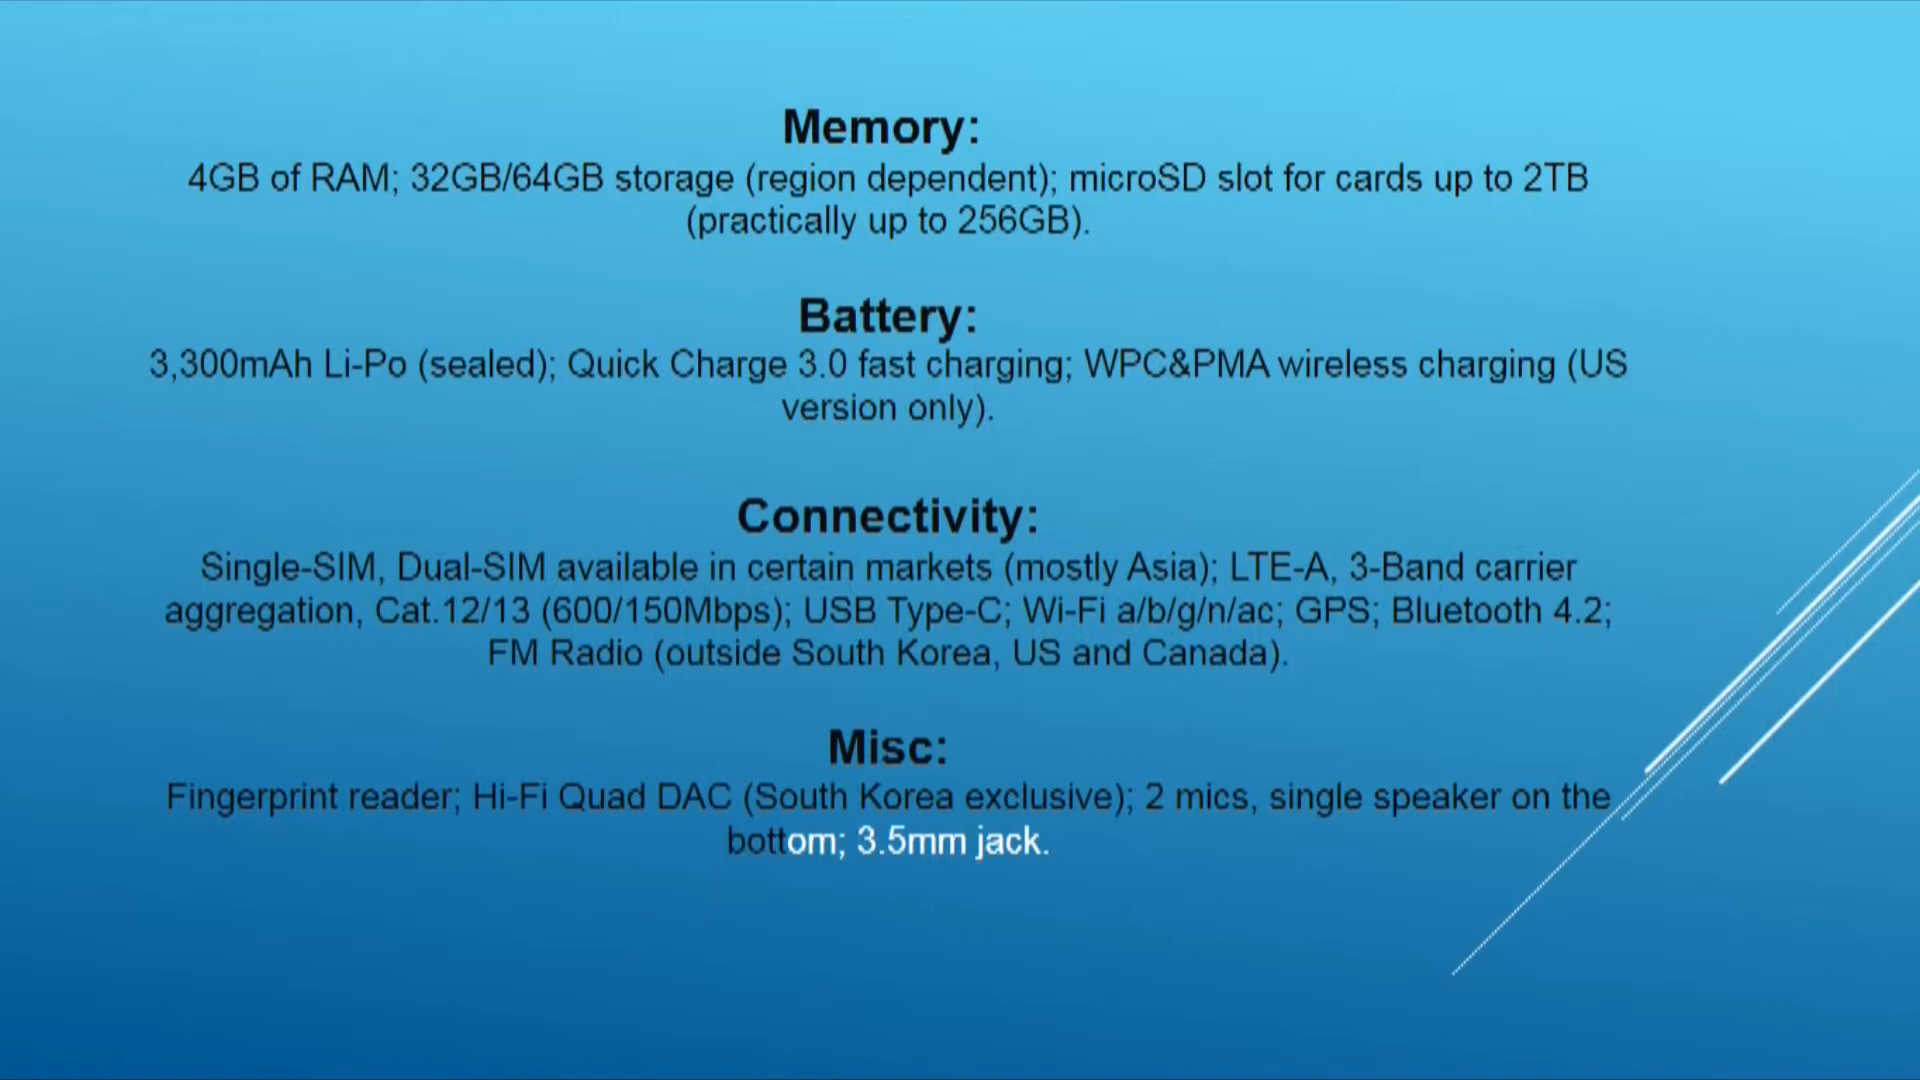 Memory:
4GB of RAM; 32GB/64GB storage (region dependent); microSD slot for cards up to 2TB
(practically up to 256GB).
Battery:
3,300mAh Li-Po (sealed); Quick Charge 3.0 fast charging; WPC&PMA wireless charging (US
version only).
Connectivity:
Single-SIM, Dual-SIM available in certain markets (mostly Asia); LTE-A, 3-Band carrier
aggregation, Cat.12/13 (600/150Mbps); USB Type-C; Wi-Fi a/b/g/n/ac; GPS; Bluetooth 4.2;
FM Radio (outside South Korea, US and Canada).
Misc:
Fingerprint reader; Hi-Fi Quad DAC (South Korea exclusive); 2 mics, single speaker on the
bottom; 3.5mm jack.